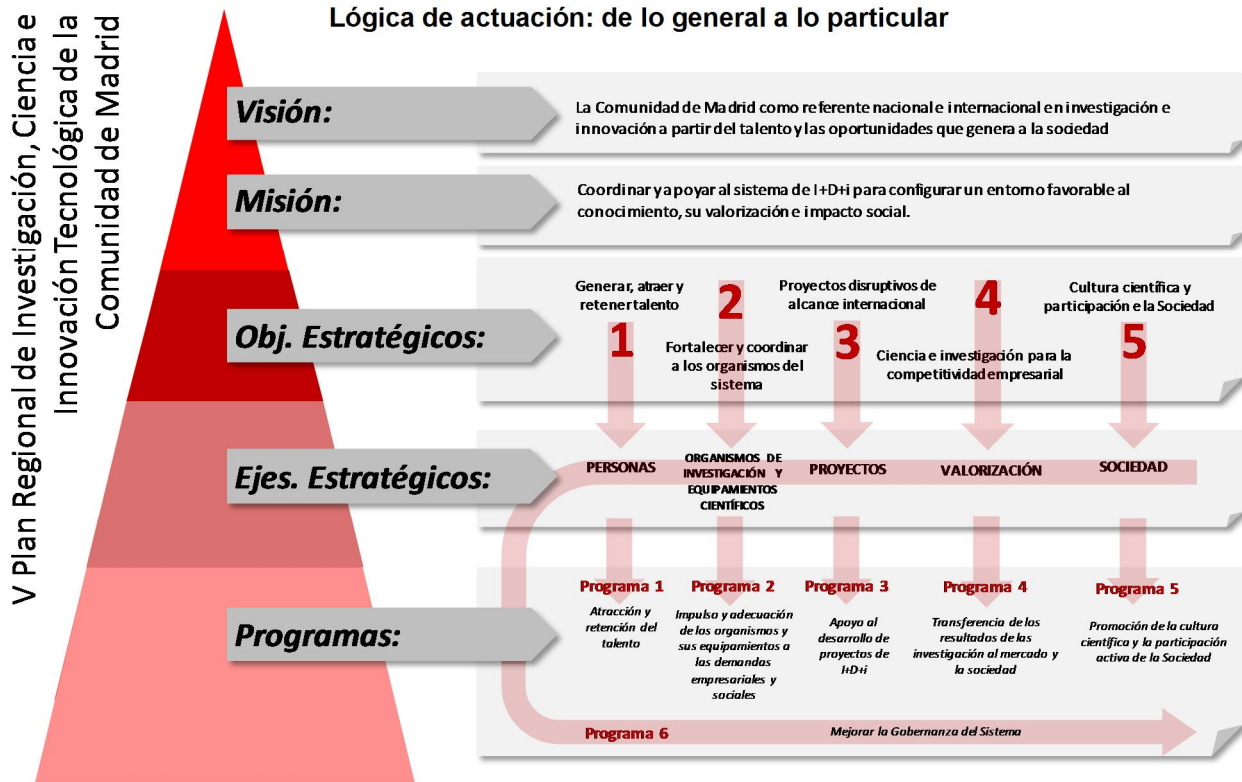 Lógica de actuación: de lo general a lo particular
V Plan Regional de Investigación, Ciencia e
Innovación Tecnológica de la
Comunidad de Madrid
Visión:
La Comunidad de Madrid como referente nacional e internacional en investigación e
innovación a partir del talento y las oportunidades que genera a la sociedad
Misión:
Coordinar y apoyar al sistema de I+D+i para configurar un entorno favorable al
conocimiento, su valorización e impacto social.
Obj. Estratégicos:
Generar, atraer y
retener talento
1
2
Fortalecer y coordinar
a los organismos del
sistema
Proyectos disruptivos de
alcance internacional
3
4
Ciencia e investigación para la
competitividad empresarial
Cultura científica y
participación e la Sociedad
5
Ejes. Estratégicos:
PERSONAS
ORGANISMOS DE
INVESTIGACIÓN Y
EQUIPAMIENTOS
CIENTÍFICOS
PROYECTOS
VALORIZACIÓN
SOCIEDAD
Programas:
Programa 1
Atracción y
retención del
talento
Programa 2
Impulso y adecuación
de los organismos y
sus equipamientos a
las demandas
empresariales y
sociales
Programa 3
Apoyo al
desarrollo de
proyectos de
I+D+i
Programa 4
Transferencia de los
resultados de las
investigación al mercado y
la sociedad
Programa 5
Promoción de la cultura
científica y la participación
activa de la Sociedad
Programa 6
Mejorar la Gobernanza del Sistema